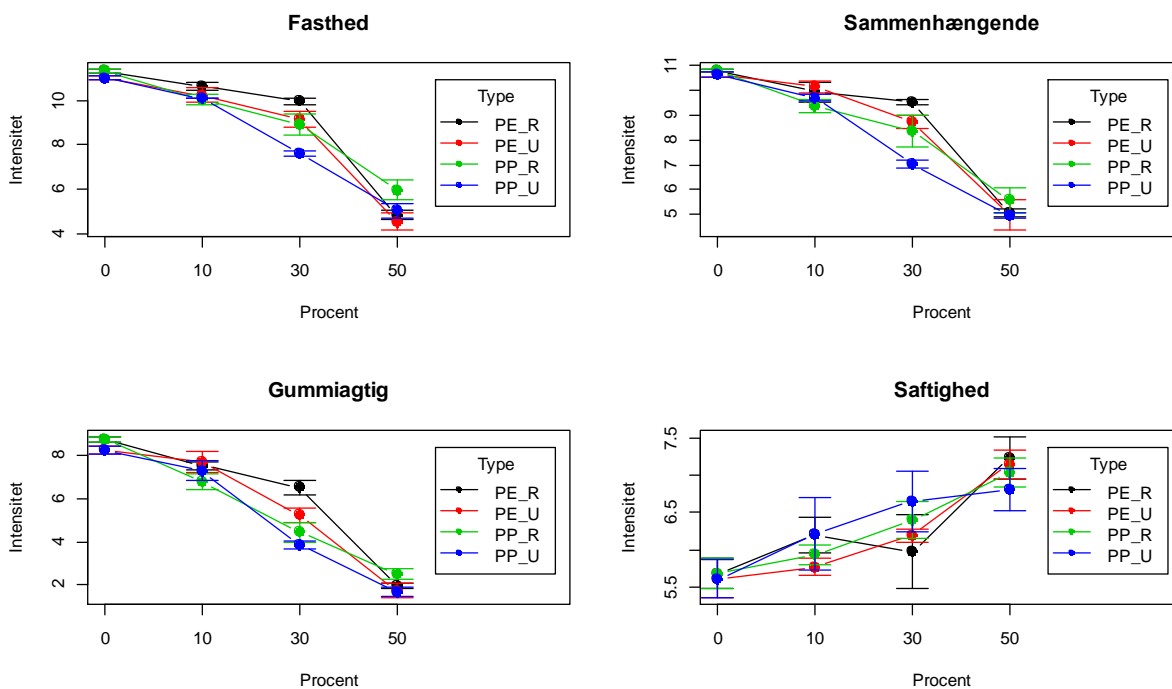 Fasthed
Intensitet
10
8
6
4
0 10 30 50
Procent
Type
PE_R
PE_U
PP_R
PP_U
Sammenhængende
Intensitet
11
9
8
7
6
5
0 10 30 50
Procent
Type
PE_R
PE_U
PP_R
PP_U
Gummiagtig
Intensitet
8
6
4
2
0 10 30 50
Procent
Type
PE_R
PE_U
PP_R
PP_U
Saftighed
Intensitet
7.5
6.5
5.5
0 10 30 50
Procent
Type
PE_R
PE_U
PP_R
PP_U